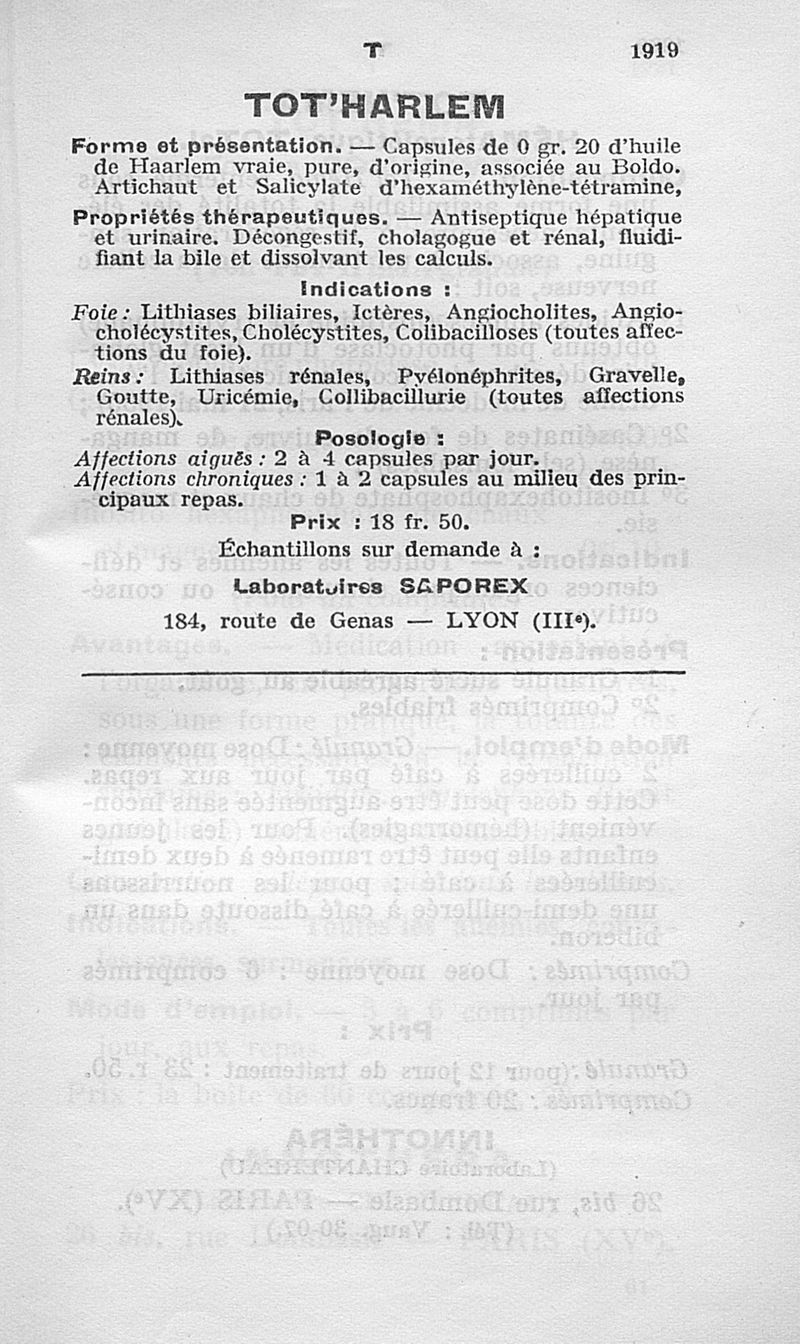 T 1919
TOT'HARLEM
Forme et présentation. — Capsules de 0 gr. 20 d'huile
de Haarlem vraie, pure, d'origine, associée au Boldo.
Artichaut et Salicylate d'hexaméthylène-tétramine,
Propriétés thérapeutiques. — Antiseptique hépatique
et urinaire. Décongestif, cholagogue et rénal, fluidi-
fiant la bile et dissolvant les calculs.
Indications :
Foie : Lithiases biliaires, Ictères, Angiocholites, Angio-
cholécystites, Cholécystites, Colibacilloses (toutes affec-
tions du foie).
Reins : Lithiases rénales, Pyélonéphrites, Gravelle,
Goutte, Uricémie, Collibacillurie (toutes affections
rénales).
Posologie :
Affections aiguës : 2 à 4 capsules par jour.
Affections chroniques : 1 à 2 capsules au milieu des prin-
cipaux repas.
Prix : 18 fr. 50.
Échantillons sur demande à :
Laboratoires SAPOREX
184, route de Genas — LYON (IIIe).